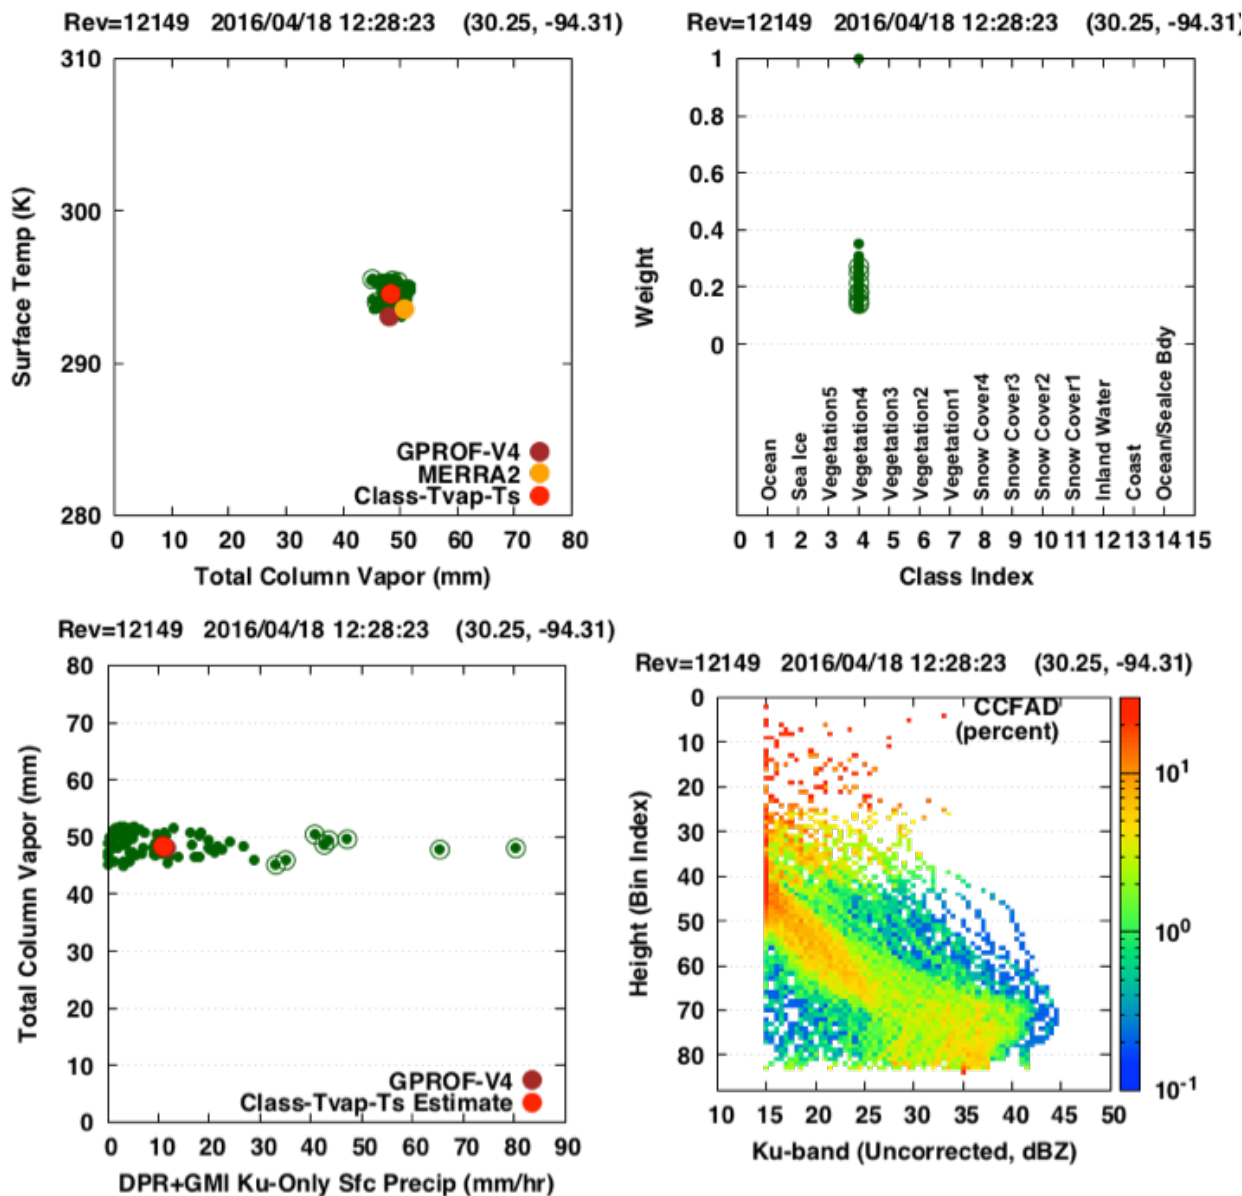 Rev=12149 2016/04/18 12:28:23 (30.25, -94.31)
310
300
290
280
Surface Temp (K)
GPROF-V4
MERRA2
Class-Tvap-Ts
0 10 20 30 40 50 60 70 80
Total Column Vapor (mm)
Rev=12149 2016/04/18 12:28:23 (30.25, -94.31)
1
0.8
0.6
0.4
0.2
0
Weight
Ocean
Sea Ice
Vegetation5
Vegetation4
Vegetation3
Vegetation2
Vegetation1
Snow Cover4
Snow Cover3
Snow Cover2
Snow Cover1
Inland Water
Coast
Ocean/SeaIce Bdy
0 1 2 3 4 5 6 7 8 9 10 11 12 13 14 15
Class Index
Rev=12149 2016/04/18 12:28:23 (30.25, -94.31)
80
70
60
50
40
30
20
10
0
Total Column Vapor (mm)
GPROF-V4
Class-Tvap-Ts Estimate
0 10 20 30 40 50 60 70 80 90
DPR+GMI Ku-Only Sfc Precip (mm/hr)
Rev=12149 2016/04/18 12:28:23 (30.25, -94.31)
0
10
20
30
40
50
60
70
80
Height (Bin Index)
CCFAD
(percent)
10 15 20 25 30 35 40 45 50
Ku-band (Uncorrected, dBZ)
10^1
10^0
10^-1